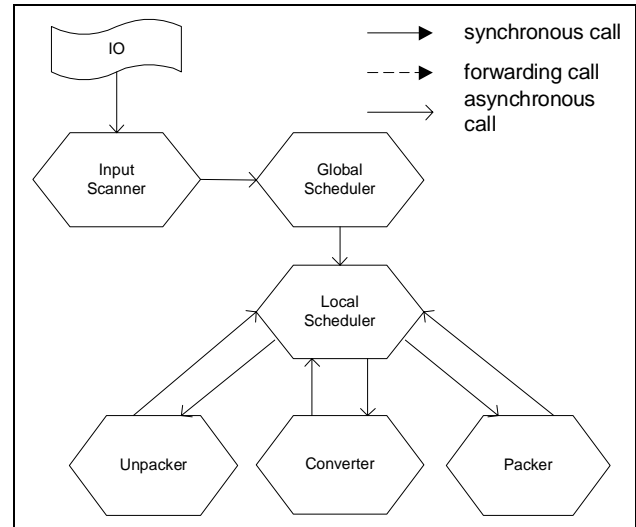 IO
synchronous call
forwarding call
asynchronous
call
Input
Scanner
Global
Scheduler
Local
Scheduler
Unpacker
Converter
Packer